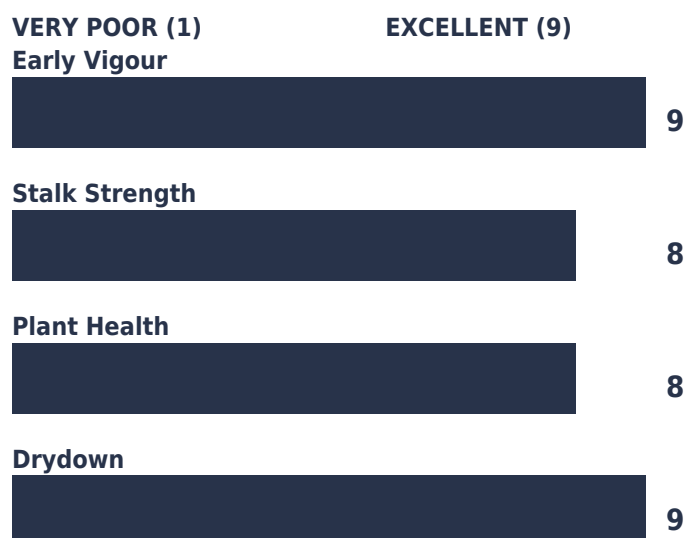 VERY POOR (1) EXCELLENT (9)
Early Vigour
9
Stalk Strength
8
Plant Health
8
Drydown
9